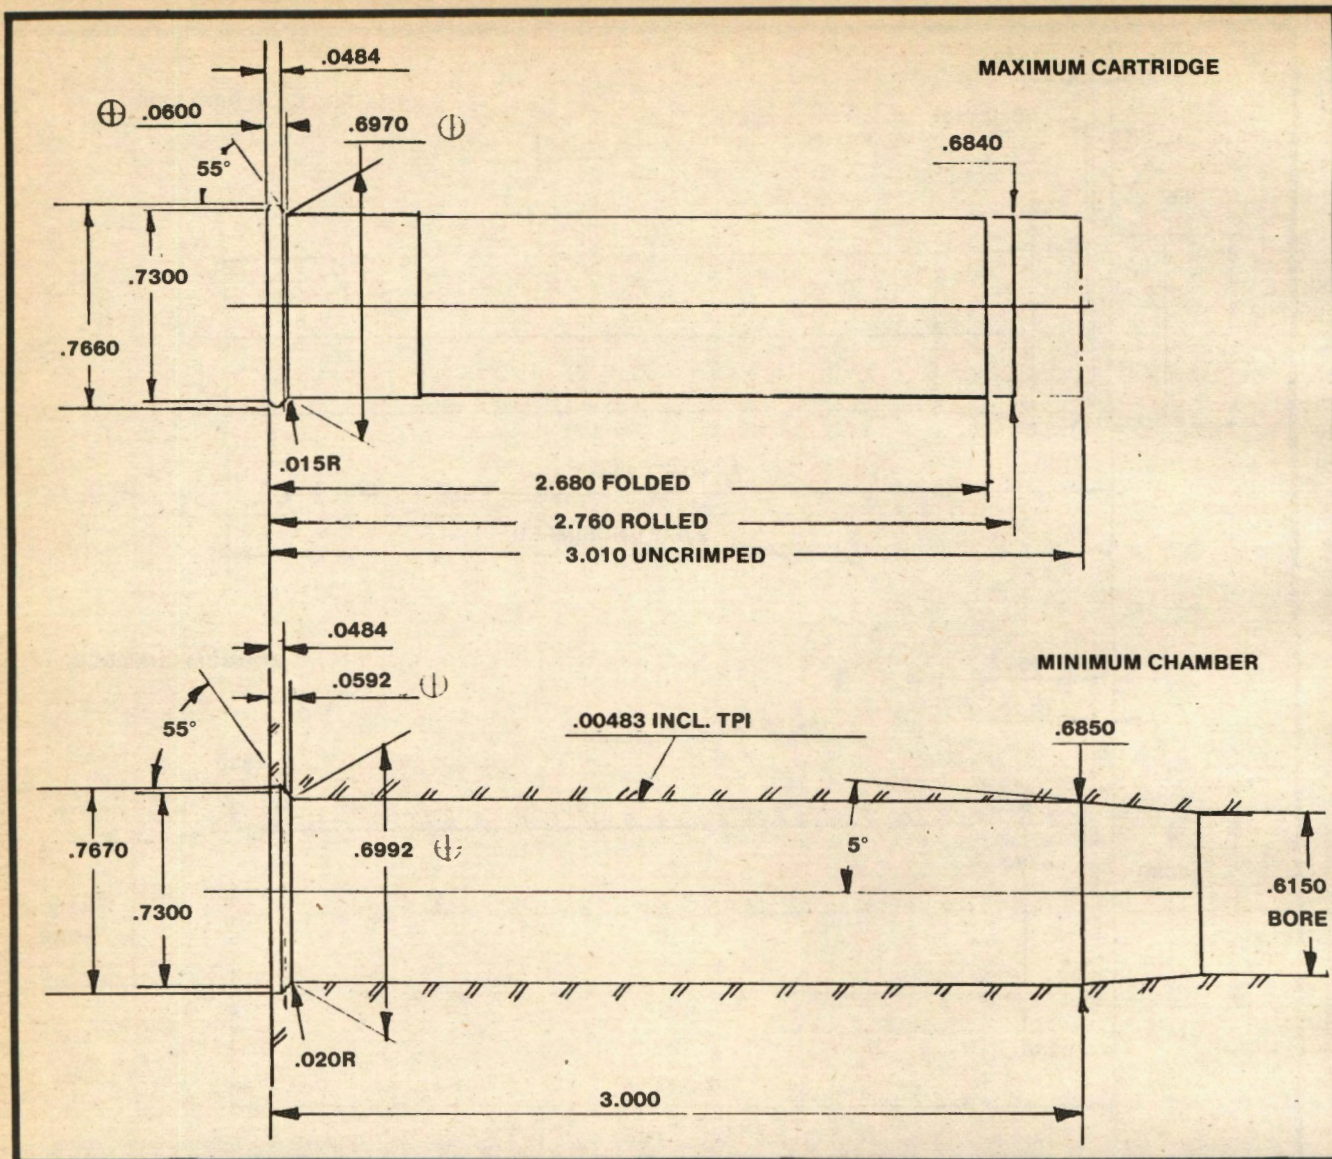 .0484
MAXIMUM CARTRIDGE
.0600
.6970
.6840
55°
.7300
.7660
.015R
2.680 FOLDED
2.760 ROLLED
3.010 UNCRIMPED
.0484
MINIMUM CHAMBER
.0592
.00483 INCL. TPI
.6850
55°
5°
.7670
.6992
.7300
.6150
BORE
.020R
3.000